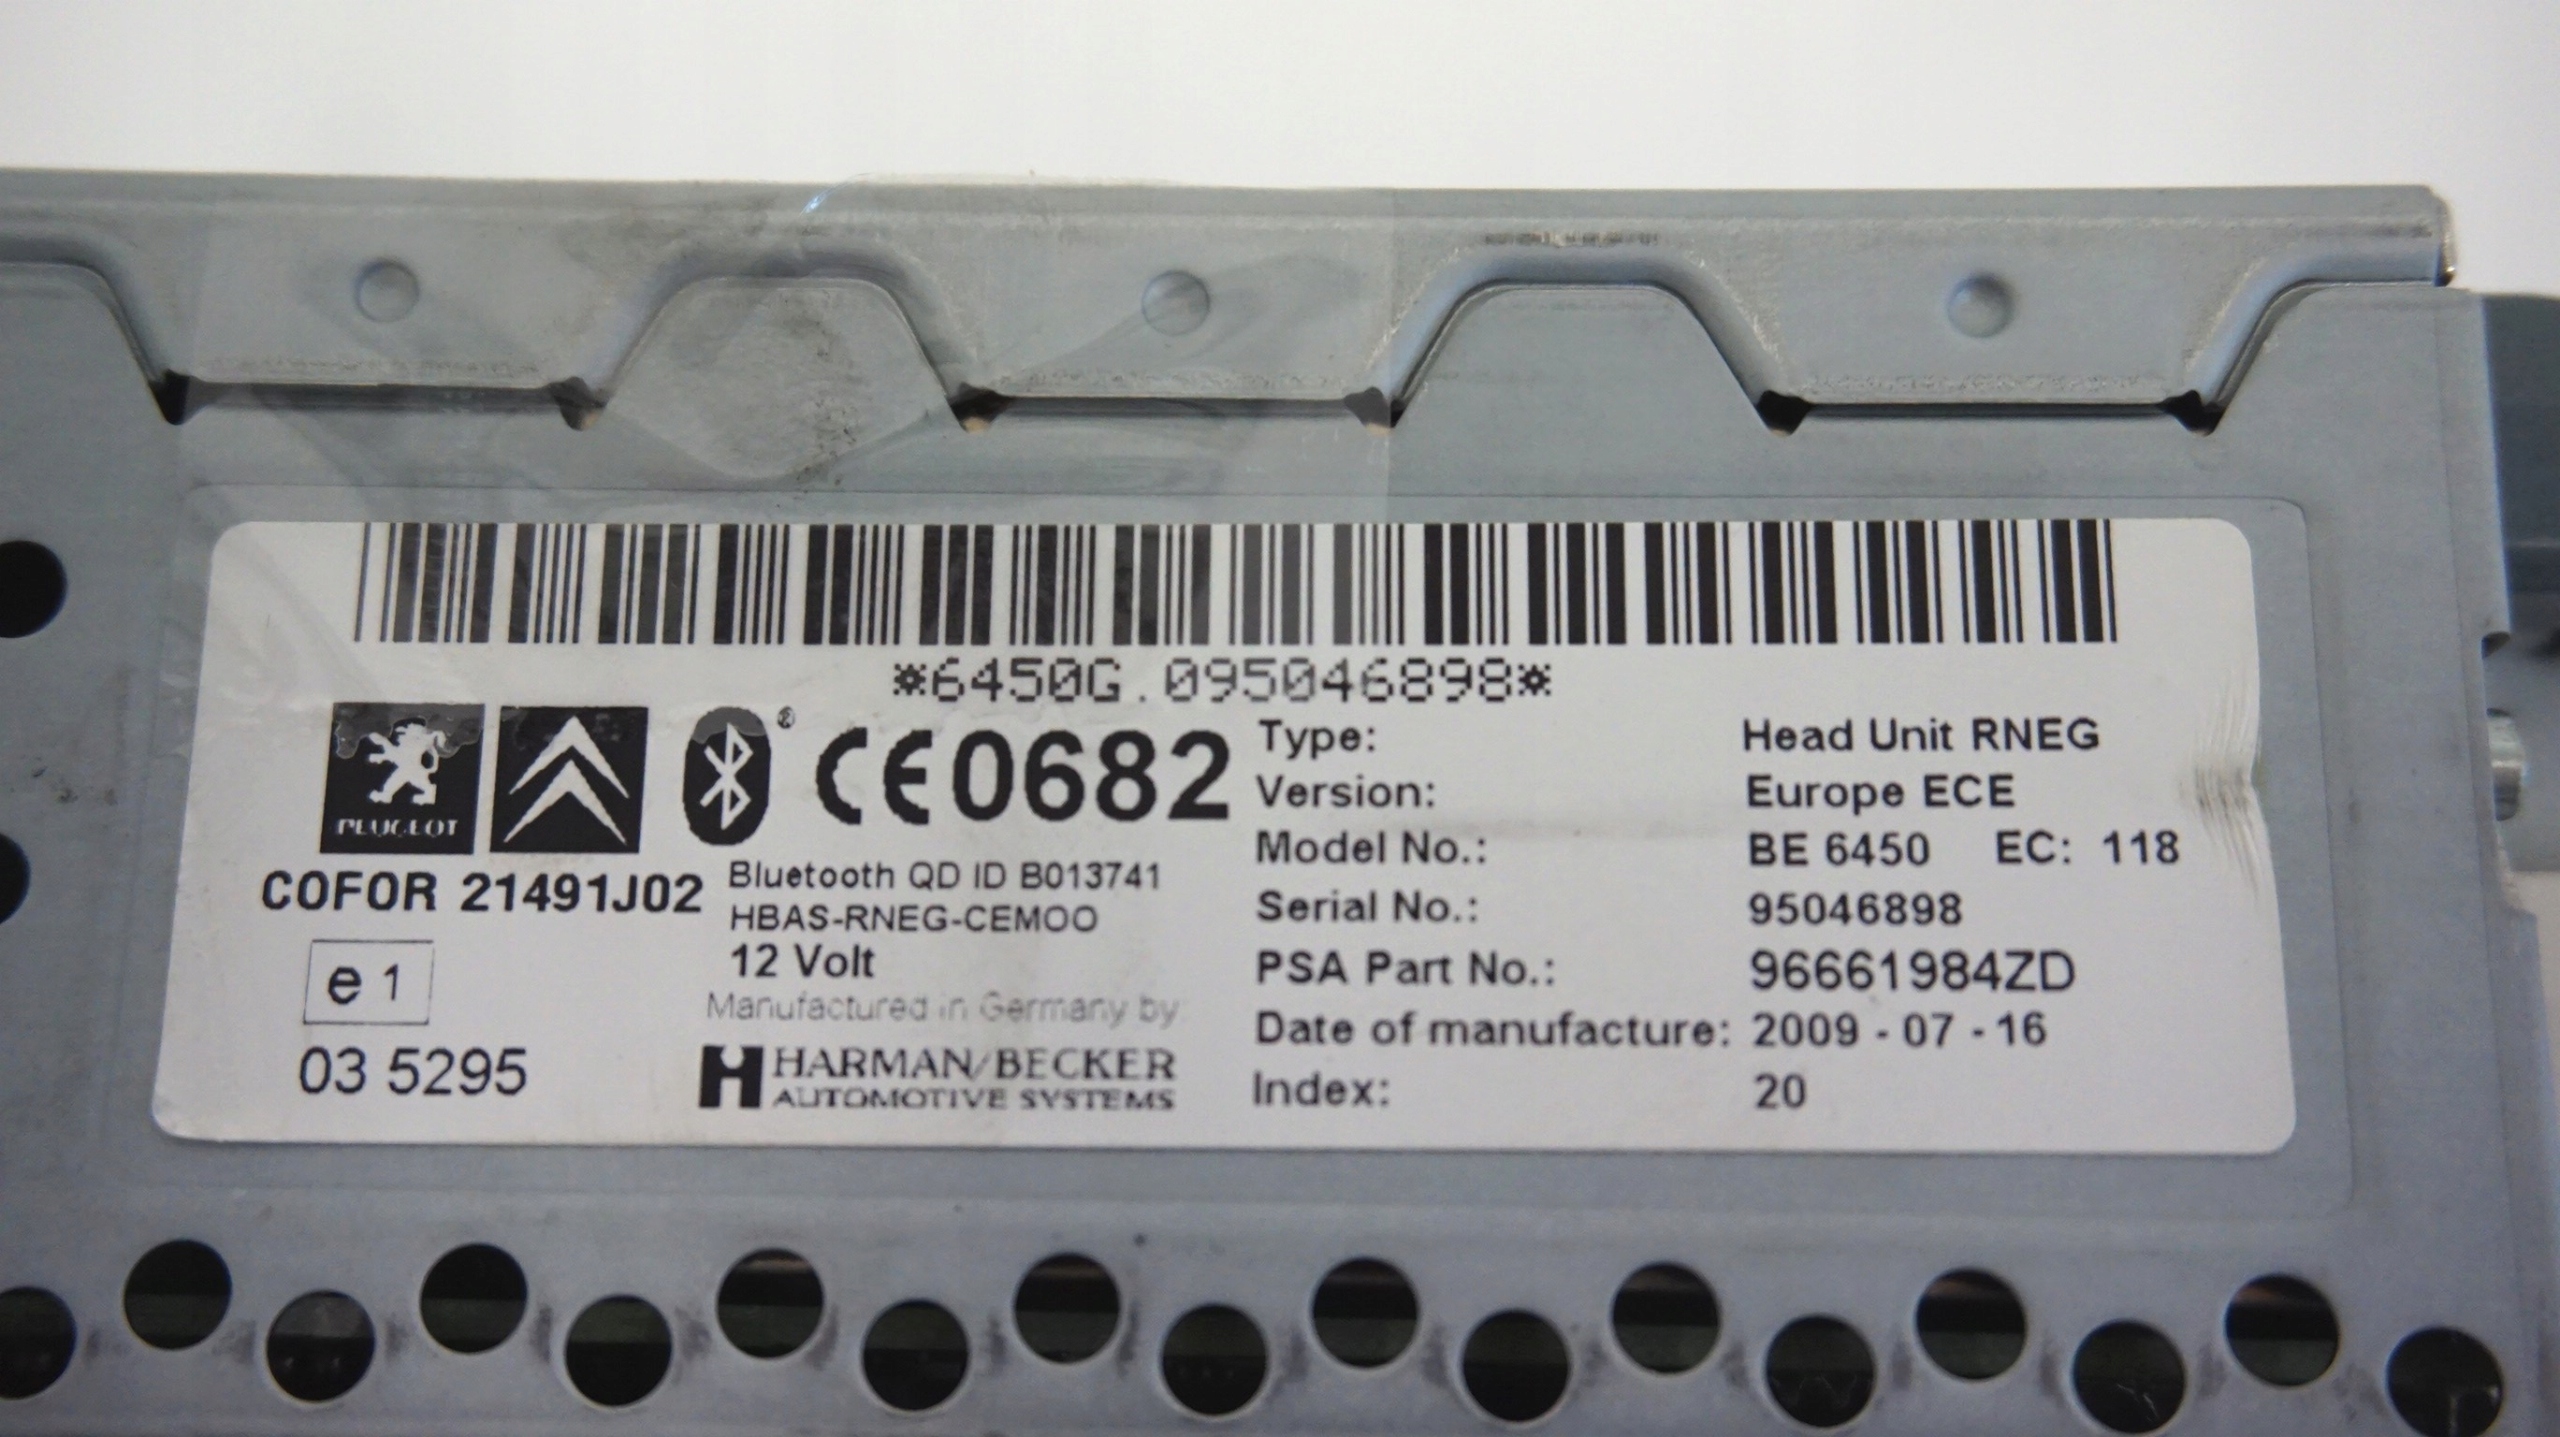 *6450G.095046898*
PEUGEOT
® CE0682
COFOR 21491J02
Bluetooth QD ID B013741
HBAS-RNEG-CEMOO
12 Volt
Manufactured in Germany by:
HARMAN/BECKER
AUTOMOTIVE SYSTEMS
e1
03 5295
Type: Head Unit RNEG
Version: Europe ECE
Model No.: BE 6450 EC: 118
Serial No.: 95046898
PSA Part No.: 96661984ZD
Date of manufacture: 2009 - 07 - 16
Index: 20